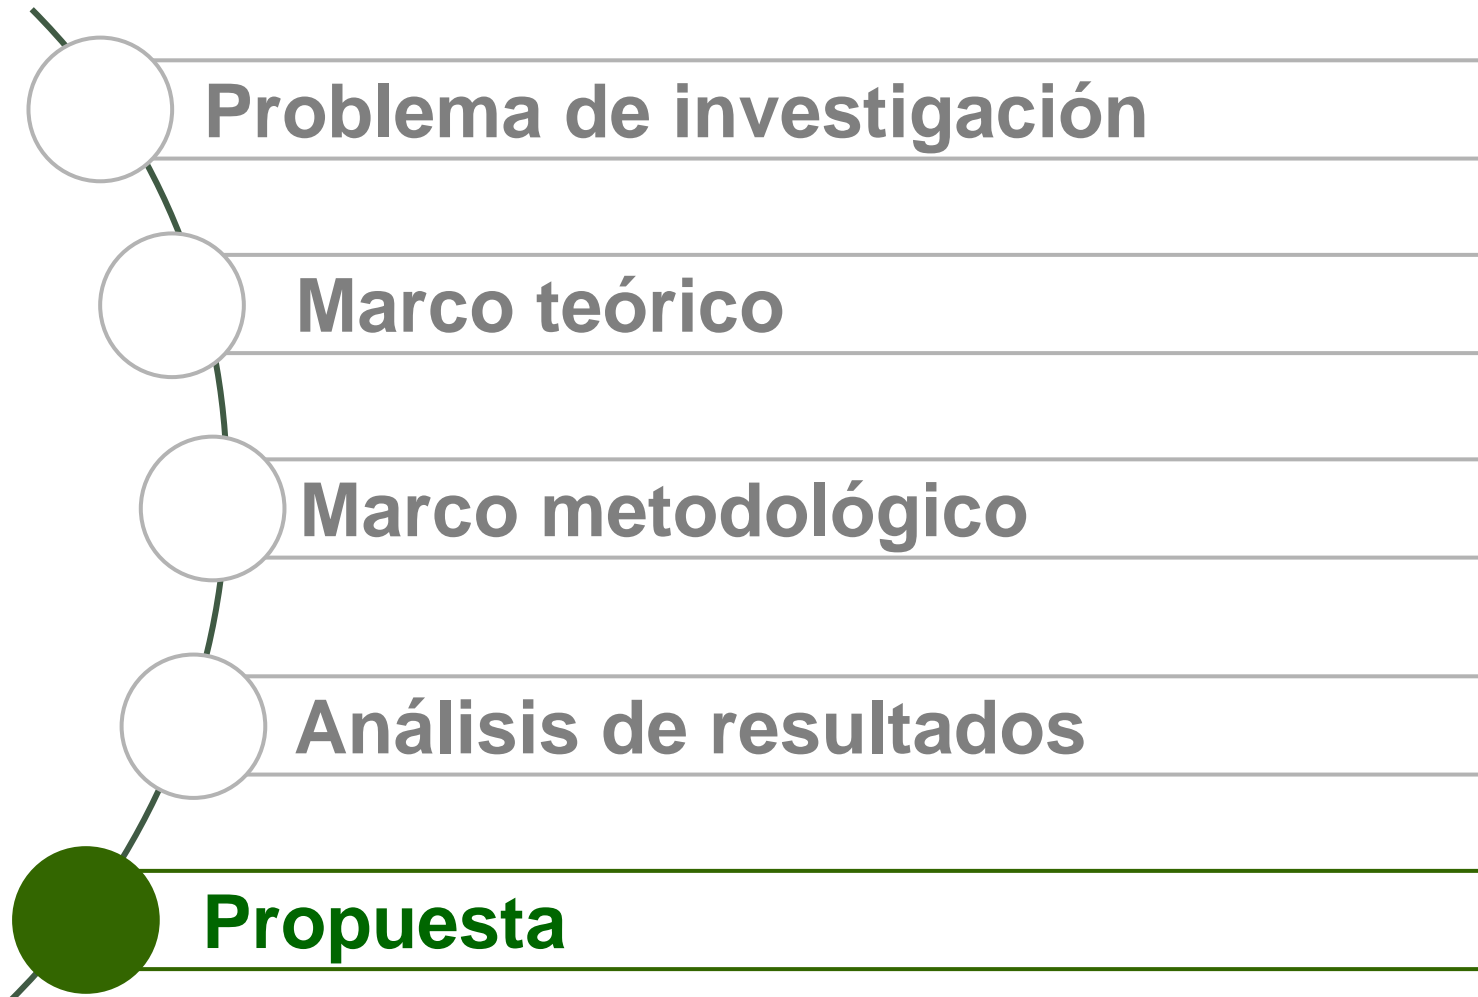 Problema de investigación
Marco teórico
Marco metodológico
Análisis de resultados
Propuesta